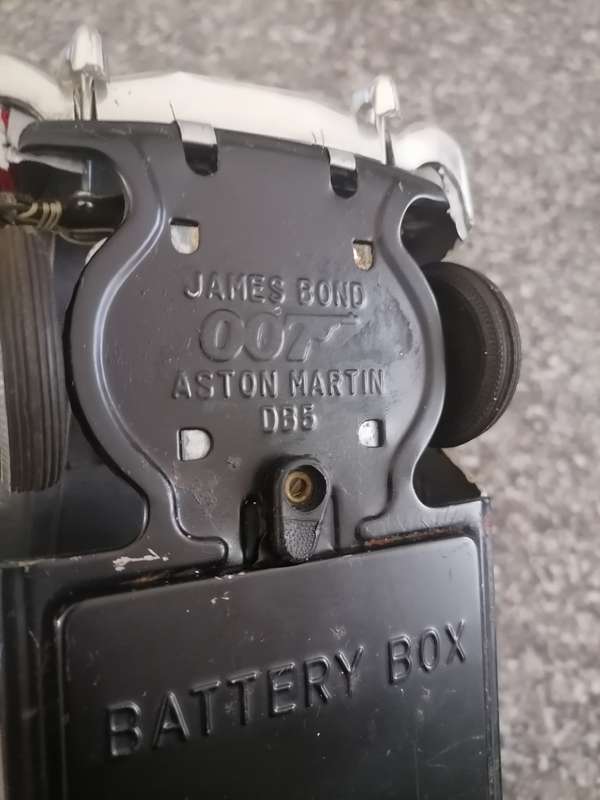 JAMES BOND
007
ASTON MARTIN
DB5
BATTERY BOX